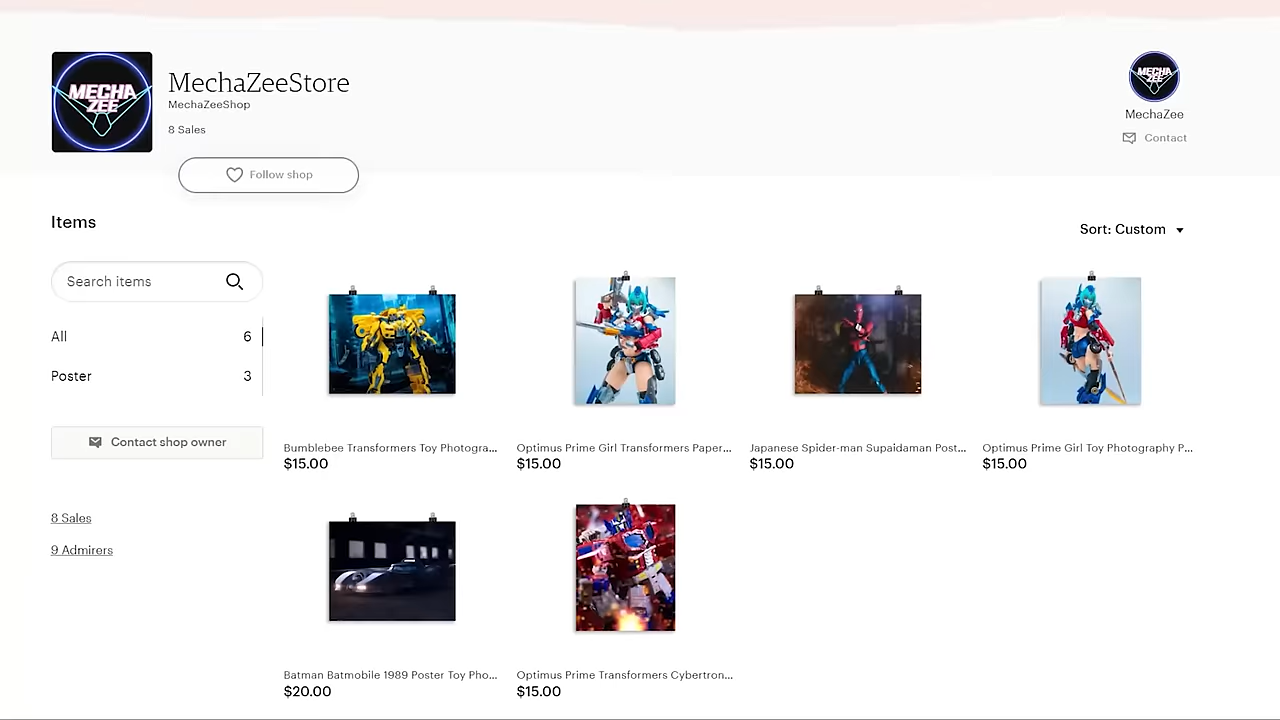 MECHA
ZEE
MechaZeeStore
MechaZeeShop
8 Sales
Follow shop
MECHA
ZEE
MechaZee
Contact
Items
Sort: Custom
Search items
All 6
Poster 3
Contact shop owner
8 Sales
9 Admirers
Bumblebee Transformers Toy Photogra...
$15.00
Optimus Prime Girl Transformers Paper...
$15.00
Japanese Spider-man Supaidaman Post...
$15.00
Optimus Prime Girl Toy Photography P...
$15.00
Batman Batmobile 1989 Poster Toy Pho...
$20.00
Optimus Prime Transformers Cybertron...
$15.00